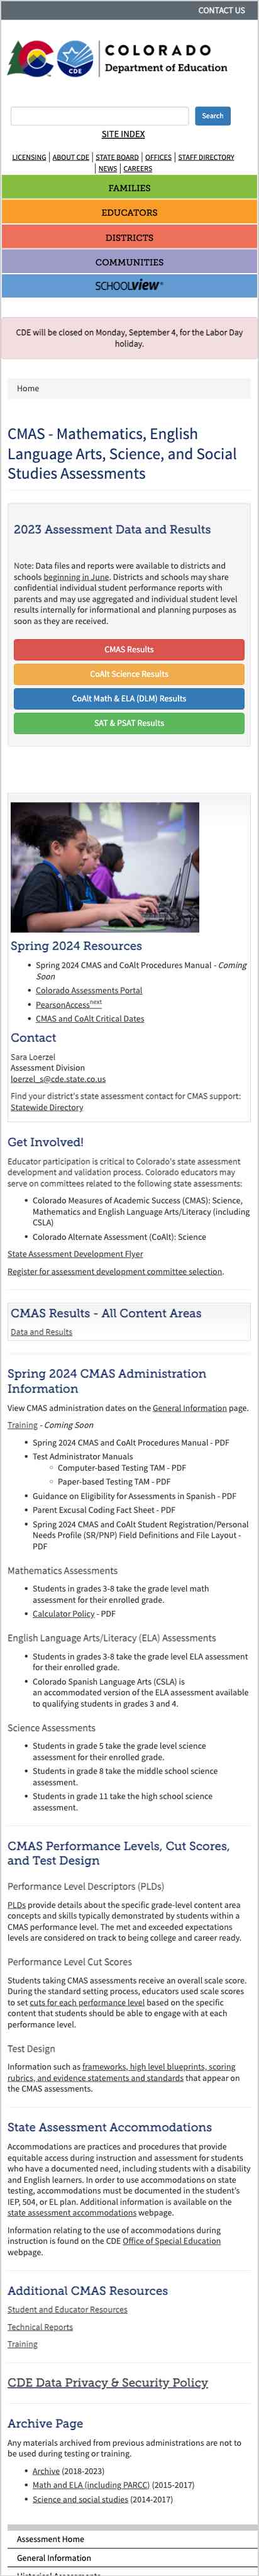 CONTACT US
COLORADO
Department of Education
CDE
Search
SITE INDEX
LICENSING | ABOUT CDE | STATE BOARD | OFFICES | STAFF DIRECTORY
| NEWS | CAREERS
FAMILIES
EDUCATORS
DISTRICTS
COMMUNITIES
SCHOOLVIEW®
CDE will be closed on Monday, September 4, for the Labor Day
holiday.
Home
CMAS - Mathematics, English
Language Arts, Science, and Social
Studies Assessments
2023 Assessment Data and Results
Note: Data files and reports were available to districts and
schools beginning in June. Districts and schools may share
confidential individual student performance reports with
parents and may use aggregated and individual student level
results internally for informational and planning purposes as
soon as they are received.
CMAS Results
CoAlt Science Results
CoAlt Math & ELA (DLM) Results
SAT & PSAT Results
Spring 2024 Resources
• Spring 2024 CMAS and CoAlt Procedures Manual - Coming
Soon
• Colorado Assessments Portal
• PearsonAccessnext
• CMAS and CoAlt Critical Dates
Contact
Sara Loerzel
Assessment Division
loerzel_s@cde.state.co.us
Find your district's state assessment contact for CMAS support:
Statewide Directory
Get Involved!
Educator participation is critical to Colorado's state assessment
development and validation process. Colorado educators may
serve on committees related to the following state assessments:
• Colorado Measures of Academic Success (CMAS): Science,
Mathematics and English Language Arts/Literacy (including
CSLA)
• Colorado Alternate Assessment (CoAlt): Science
State Assessment Development Flyer
Register for assessment development committee selection.
CMAS Results - All Content Areas
Data and Results
Spring 2024 CMAS Administration
Information
View CMAS administration dates on the General Information page.
Training - Coming Soon
• Spring 2024 CMAS and CoAlt Procedures Manual - PDF
• Test Administrator Manuals
○ Computer-based Testing TAM - PDF
○ Paper-based Testing TAM - PDF
• Guidance on Eligibility for Assessments in Spanish - PDF
• Parent Excusal Coding Fact Sheet - PDF
• Spring 2024 CMAS and CoAlt Student Registration/Personal
Needs Profile (SR/PNP) Field Definitions and File Layout -
PDF
Mathematics Assessments
• Students in grades 3-8 take the grade level math
assessment for their enrolled grade.
• Calculator Policy - PDF
English Language Arts/Literacy (ELA) Assessments
• Students in grades 3-8 take the grade level ELA assessment
for their enrolled grade.
• Colorado Spanish Language Arts (CSLA) is
an accommodated version of the ELA assessment available
to qualifying students in grades 3 and 4.
Science Assessments
• Students in grade 5 take the grade level science
assessment for their enrolled grade.
• Students in grade 8 take the middle school science
assessment.
• Students in grade 11 take the high school science
assessment.
CMAS Performance Levels, Cut Scores,
and Test Design
Performance Level Descriptors (PLDs)
PLDs provide details about the specific grade-level content area
concepts and skills typically demonstrated by students within a
CMAS performance level. The met and exceeded expectations
levels are considered on track to being college and career ready.
Performance Level Cut Scores
Students taking CMAS assessments receive an overall scale score.
During the standard setting process, educators used scale scores
to set cuts for each performance level based on the specific
content that students should be able to engage with at each
performance level.
Test Design
Information such as frameworks, high level blueprints, scoring
rubrics, and evidence statements and standards that appear on
the CMAS assessments.
State Assessment Accommodations
Accommodations are practices and procedures that provide
equitable access during instruction and assessment for students
who have a documented need, including students with a disability
and English learners. In order to use accommodations on state
testing, accommodations must be documented in the student's
IEP, 504, or EL plan. Additional information is available on the
state assessment accommodations webpage.
Information relating to the use of accommodations during
instruction is found on the CDE Office of Special Education
webpage.
Additional CMAS Resources
Student and Educator Resources
Technical Reports
Training
CDE Data Privacy & Security Policy
Archive Page
Any materials archived from previous administrations are not to
be used during testing or training.
• Archive (2018-2023)
• Math and ELA (including PARCC) (2015-2017)
• Science and social studies (2014-2017)
Assessment Home
General Information